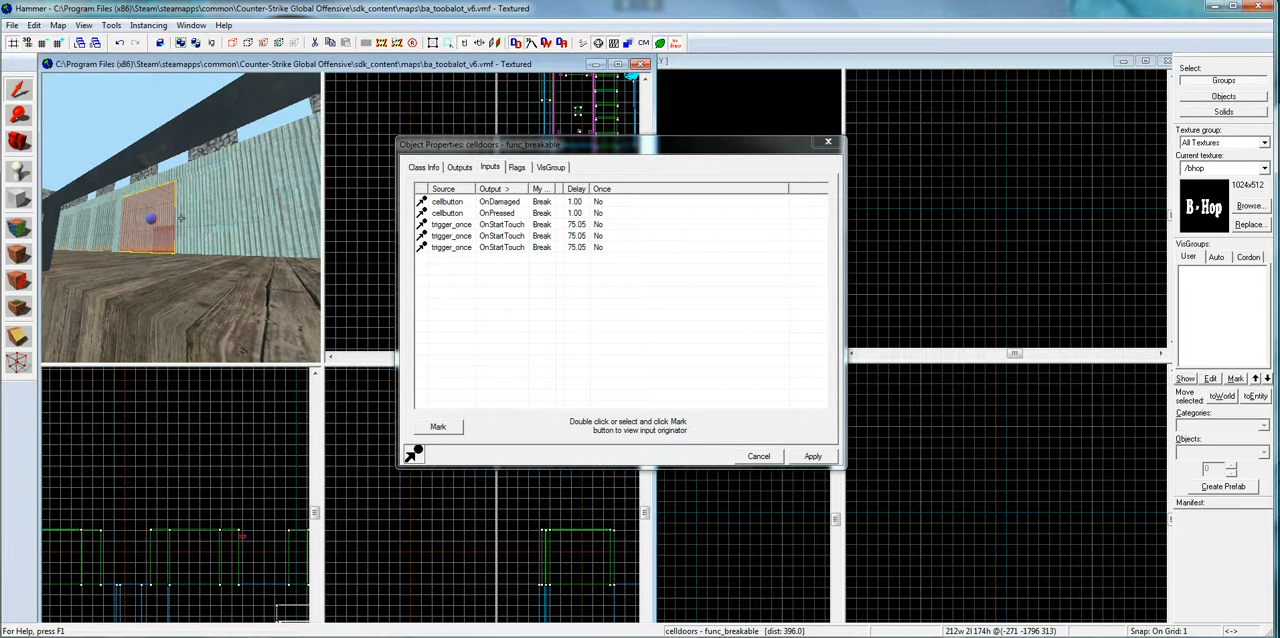 Hammer - C:\Program Files (x86)\Steam\steamapps\common\Counter-Strike Global Offensive\sdk_content\maps\ba_toobalot_v6.vmf - Textured
File Edit Map View Tools Instancing Window Help
C:\Program Files (x86)\Steam\steamapps\common\Counter-Strike Global Offensive\sdk_content\maps\ba_toobalot_v6.vmf - Textured
Object Properties: celldoors - func_breakable
Class Info Outputs Inputs Flags VisGroup
Source Output > My ... Delay Once
cellbutton OnDamaged Break 1.00 No
cellbutton OnPressed Break 1.00 No
trigger_once OnStartTouch Break 75.05 No
trigger_once OnStartTouch Break 75.05 No
trigger_once OnStartTouch Break 75.05 No
Mark
Double click or select and click Mark
button to view input originator
Cancel Apply
Select:
Groups
Objects
Solids
Texture group:
All Textures
Current texture:
/bhop
1024x512
B - Hop
Browse...
Replace...
VisGroups:
User Auto Cordon
Show Edit Mark
Move
selected:
toWorld toEntity
Categories:
Objects:
0
Create Prefab
Manifest:
For Help, press F1
celldoors - func_breakable [dist: 396.0]
212w 2l 174h @(-271 -1796 313)
Snap: On Grid: 1
<->